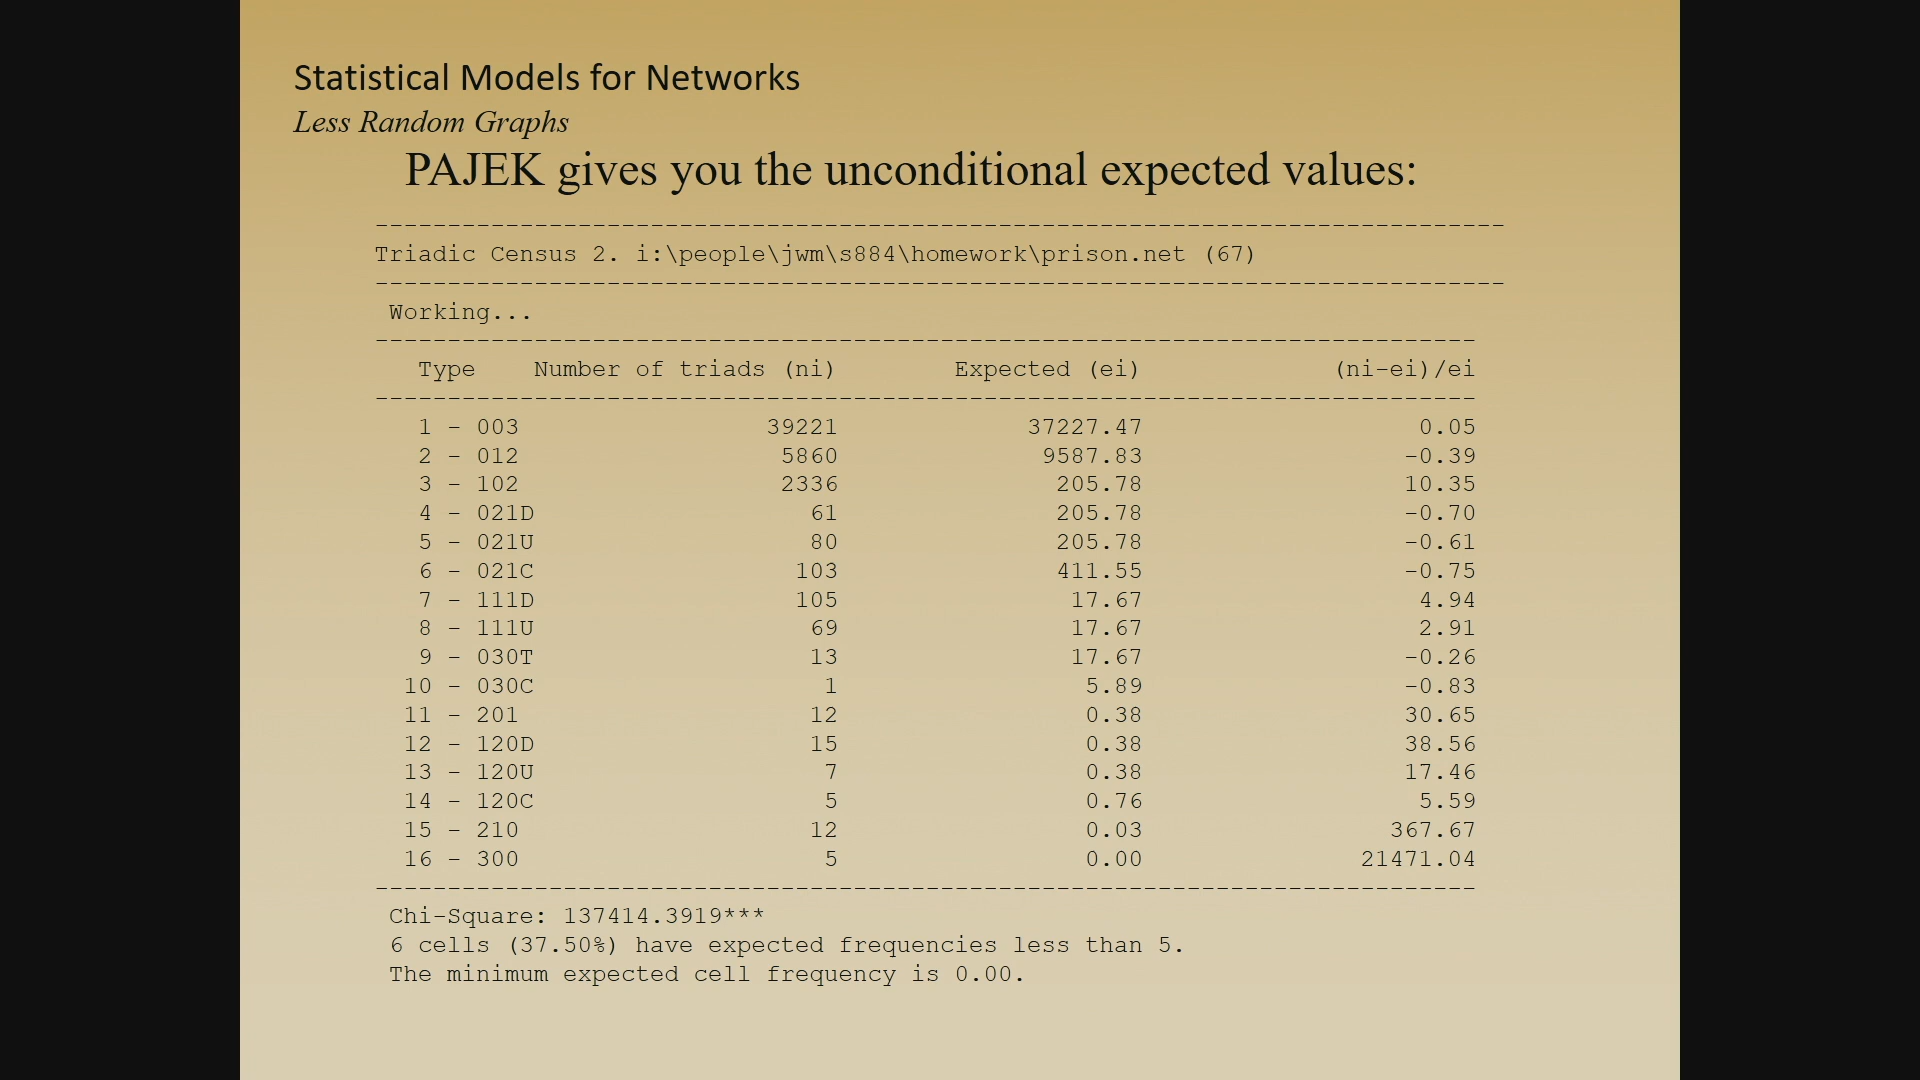 Statistical Models for Networks
Less Random Graphs
PAJEK gives you the unconditional expected values:
------------------------------------------------------------------------------
Triadic Census 2. i:\people\jwm\s884\homework\prison.net (67)
------------------------------------------------------------------------------
Working...
----------------------------------------------------------------------------
Type Number of triads (ni) Expected (ei) (ni-ei)/ei
----------------------------------------------------------------------------
1 - 003 39221 37227.47 0.05
2 - 012 5860 9587.83 -0.39
3 - 102 2336 205.78 10.35
4 - 021D 61 205.78 -0.70
5 - 021U 80 205.78 -0.61
6 - 021C 103 411.55 -0.75
7 - 111D 105 17.67 4.94
8 - 111U 69 17.67 2.91
9 - 030T 13 17.67 -0.26
10 - 030C 1 5.89 -0.83
11 - 201 12 0.38 30.65
12 - 120D 15 0.38 38.56
13 - 120U 7 0.38 17.46
14 - 120C 5 0.76 5.59
15 - 210 12 0.03 367.67
16 - 300 5 0.00 21471.04
----------------------------------------------------------------------------
Chi-Square: 137414.3919***
6 cells (37.50%) have expected frequencies less than 5.
The minimum expected cell frequency is 0.00.